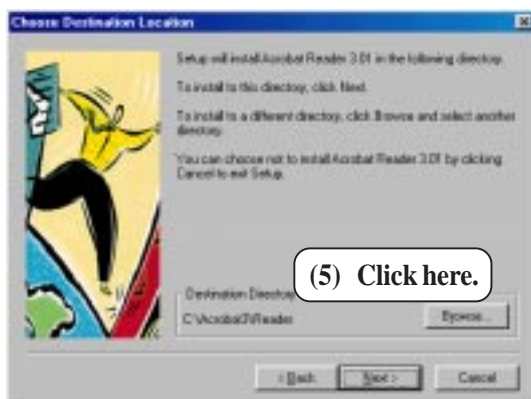 Choose Destination Location
Setup will install Acrobat Reader 3.01 in the following directory.
To install to this directory, click Next.
To install to a different directory, click Browse and select another
directory.
You can choose not to install Acrobat Reader 3.01 by clicking
Cancel to exit Setup.
(5) Click here.
Destination Directory
C:\Acrobat3\Reader
Browse...
< Back
Next >
Cancel